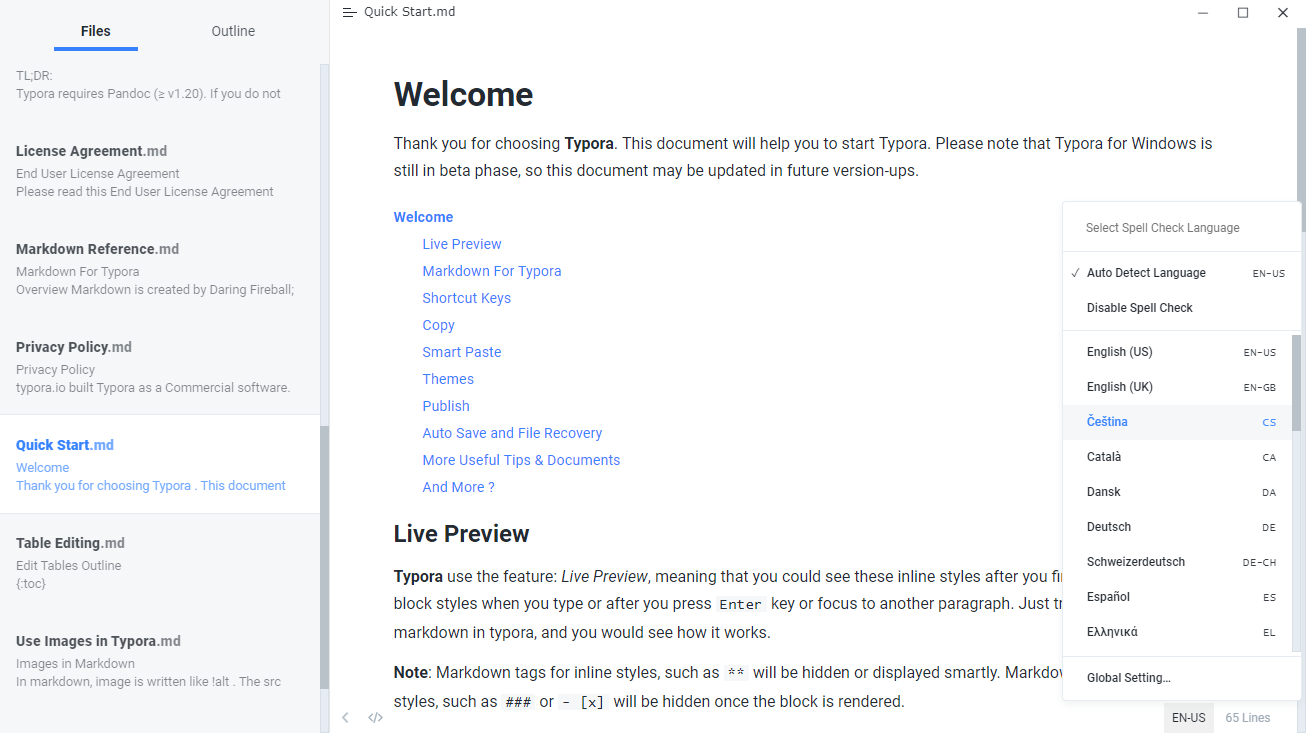 Files
Outline
TL;DR:
Typora requires Pandoc (≥ v1.20). If you do not
License Agreement.md
End User License Agreement
Please read this End User License Agreement
Markdown Reference.md
Markdown For Typora
Overview Markdown is created by Daring Fireball;
Privacy Policy.md
Privacy Policy
typora.io built Typora as a Commercial software.
Quick Start.md
Welcome
Thank you for choosing Typora . This document
Table Editing.md
Edit Tables Outline
{:toc}
Use Images in Typora.md
Images in Markdown
In markdown, image is written like !alt . The src
Quick Start.md
Welcome
Thank you for choosing Typora. This document will help you to start Typora. Please note that Typora for Windows is
still in beta phase, so this document may be updated in future version-ups.
Welcome
Live Preview
Markdown For Typora
Shortcut Keys
Copy
Smart Paste
Themes
Publish
Auto Save and File Recovery
More Useful Tips & Documents
And More ?
Live Preview
Typora use the feature: Live Preview, meaning that you could see these inline styles after you fi
block styles when you type or after you press Enter key or focus to another paragraph. Just tr
markdown in typora, and you would see how it works.
Note: Markdown tags for inline styles, such as ** will be hidden or displayed smartly. Markdow
styles, such as ### or - [x] will be hidden once the block is rendered.
Select Spell Check Language
✓ Auto Detect Language EN-US
Disable Spell Check
English (US) EN-US
English (UK) EN-GB
Čeština CS
Català CA
Dansk DA
Deutsch DE
Schweizerdeutsch DE-CH
Español ES
Ελληνικά EL
Global Setting...
</> EN-US 65 Lines